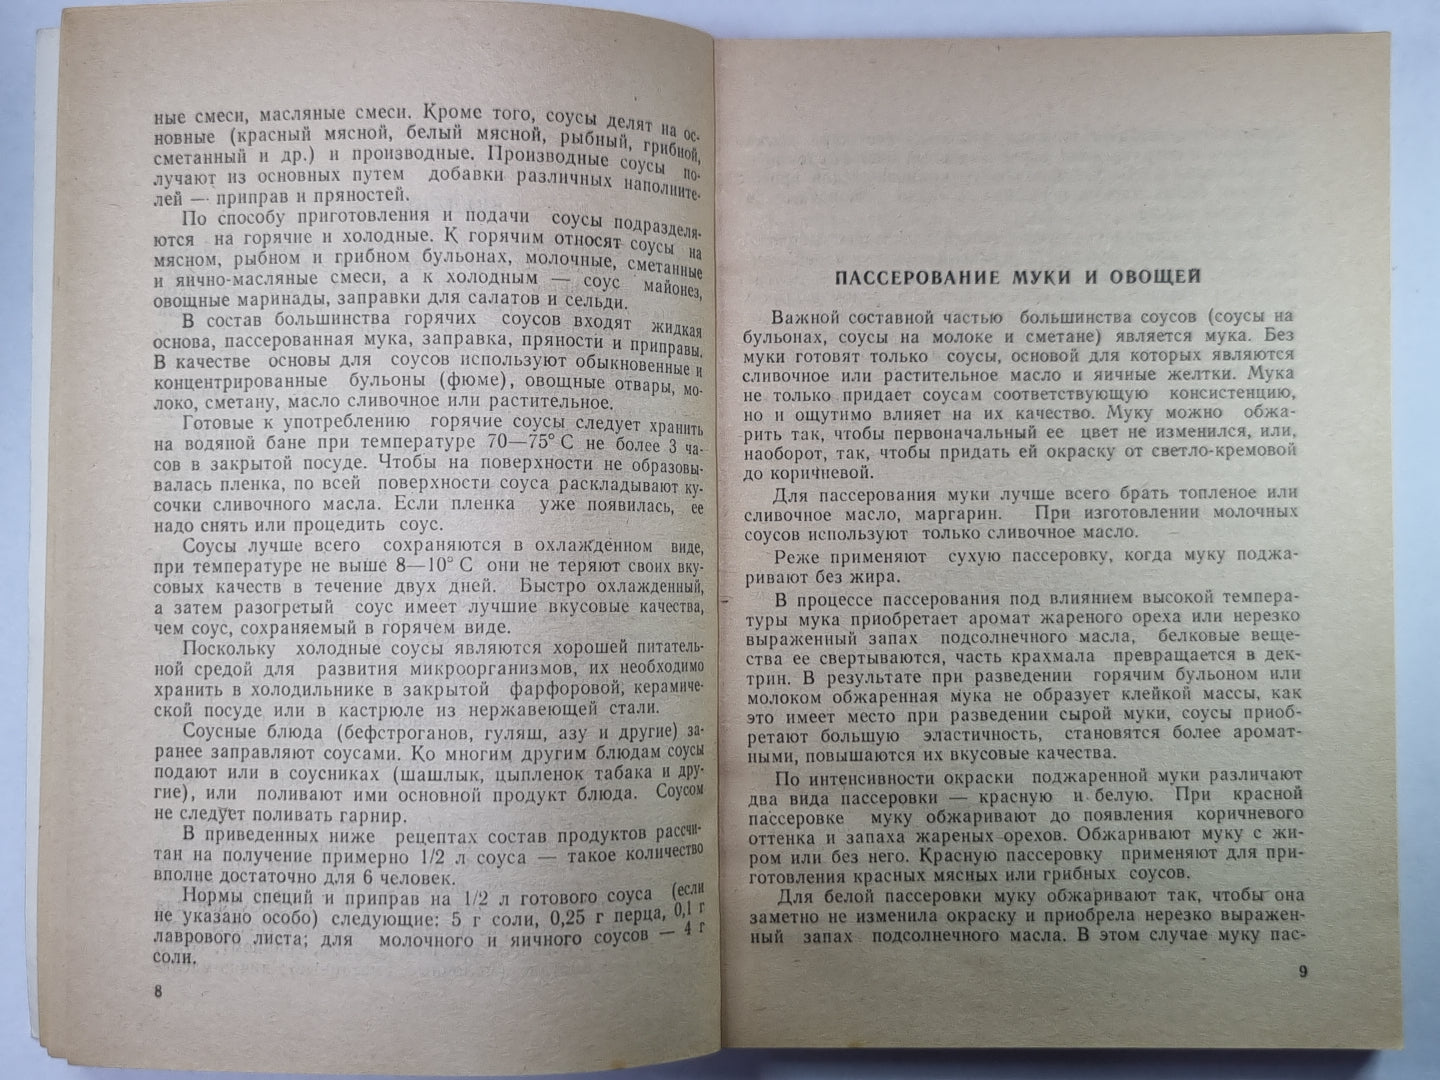 ные смеси, масляные смеси. Кроме того, соусы делят на ос-
новные (красный мясной, белый мясной, рыбный, грибной,
сметанный и др.) и производные. Производные соусы по-
лучают из основных путем добавки различных наполните-
лей — приправ и пряностей.
По способу приготовления и подачи соусы подразделя-
ются на горячие и холодные. К горячим относят соусы на
мясном, рыбном и грибном бульонах, молочные, сметанные
и яично-масляные смеси, а к холодным — соус майонез,
овощные маринады, заправки для салатов и сельди.
В состав большинства горячих соусов входят жидкая
основа, пассерованная мука, заправка, пряности и приправы.
В качестве основы для соусов используют обыкновенные и
концентрированные бульоны (фюме), овощные отвары, мо-
локо, сметану, масло сливочное или растительное.
Готовые к употреблению горячие соусы следует хранить
на водяной бане при температуре 70—75° С не более 3 ча-
сов в закрытой посуде. Чтобы на поверхности не образовы-
валась пленка, по всей поверхности соуса раскладывают ку-
сочки сливочного масла. Если пленка уже появилась, ее
надо снять или процедить соус.
Соусы лучше всего сохраняются в охлажденном виде,
при температуре не выше 8—10° С они не теряют своих вку-
совых качеств в течение двух дней. Быстро охлажденный,
а затем разогретый соус имеет лучшие вкусовые качества,
чем соус, сохраняемый в горячем виде.
Поскольку холодные соусы являются хорошей питатель-
ной средой для развития микроорганизмов, их необходимо
хранить в холодильнике в закрытой фарфоровой, керамиче-
ской посуде или в кастрюле из нержавеющей стали.
Соусные блюда (бефстроганов, гуляш, азу и другие) за-
ранее заправляют соусами. Ко многим другим блюдам соусы
подают или в соусниках (шашлык, цыпленок табака и дру-
гие), или поливают ими основной продукт блюда. Соусом
не следует поливать гарнир.
В приведенных ниже рецептах состав продуктов рассчи-
тан на получение примерно 1/2 л соуса — такое количество
вполне достаточно для 6 человек.
Нормы специй и приправ на 1/2 л готового соуса (если
не указано особо) следующие: 5 г соли, 0,25 г перца, 0,1 г
лаврового листа; для молочного и яичного соусов — 4 г
соли.
8
ПАССЕРОВАНИЕ МУКИ И ОВОЩЕЙ
Важной составной частью большинства соусов (соусы на
бульонах, соусы на молоке и сметане) является мука. Без
муки готовят только соусы, основой для которых являются
сливочное или растительное масло и яичные желтки. Мука
не только придает соусам соответствующую консистенцию,
но и ощутимо влияет на их качество. Муку можно обжа-
рить так, чтобы первоначальный ее цвет не изменился, или,
наоборот, так, чтобы придать ей окраску от светло-кремовой
до коричневой.
Для пассерования муки лучше всего брать топленое или
сливочное масло, маргарин. При изготовлении молочных
соусов используют только сливочное масло.
Реже применяют сухую пассеровку, когда муку поджа-
ривают без жира.
В процессе пассерования под влиянием высокой темпера-
туры мука приобретает аромат жареного ореха или нерезко
выраженный запах подсолнечного масла, белковые веще-
ства ее свертываются, часть крахмала превращается в дек-
трин. В результате при разведении горячим бульоном или
молоком обжаренная мука не образует клейкой массы, как
это имеет место при разведении сырой муки, соусы приоб-
ретают большую эластичность, становятся более аромат-
ными, повышаются их вкусовые качества.
По интенсивности окраски поджаренной муки различают
два вида пассеровки — красную и белую. При красной
пассеровке муку обжаривают до появления коричневого
оттенка и запаха жареных орехов. Обжаривают муку с жи-
ром или без него. Красную пассеровку применяют для при-
готовления красных мясных или грибных соусов.
Для белой пассеровки муку обжаривают так, чтобы она
заметно не изменила окраску и приобрела нерезко выражен-
ный запах подсолнечного масла. В этом случае муку пас-
9